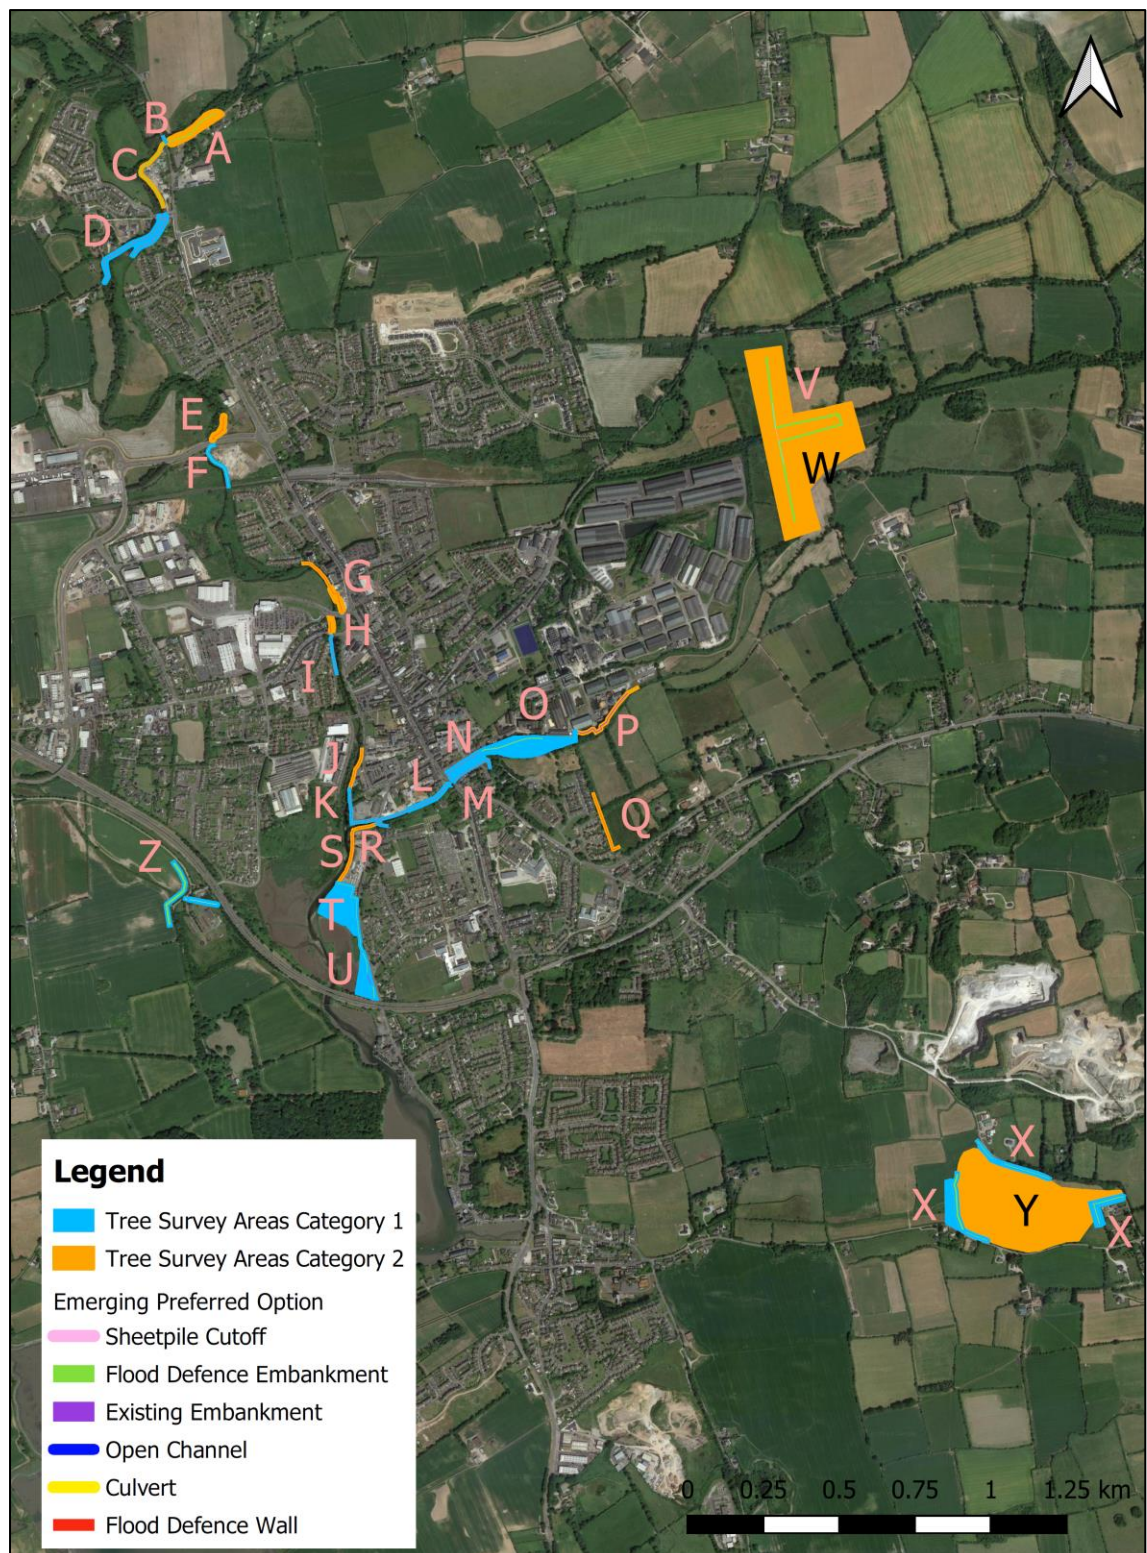 B
A
C
D
E
F
V
W
G
H
I
O
N
P
J
L
K
M
Q
S R
Z
T
U
X
X Y X
Legend
Tree Survey Areas Category 1
Tree Survey Areas Category 2
Emerging Preferred Option
Sheetpile Cutoff
Flood Defence Embankment
Existing Embankment
Open Channel
Culvert
Flood Defence Wall
0 0.25 0.5 0.75 1 1.25 km